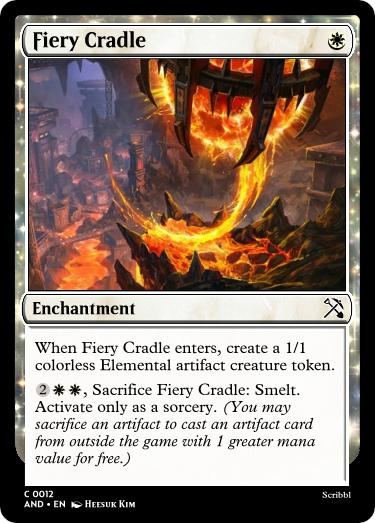 Fiery Cradle
Enchantment
When Fiery Cradle enters, create a 1/1
colorless Elemental artifact creature token.
2, Sacrifice Fiery Cradle: Smelt.
Activate only as a sorcery. (You may
sacrifice an artifact to cast an artifact card
from outside the game with 1 greater mana
value for free.)
C 0012
AND • EN Heesuk Kim
Scribbl